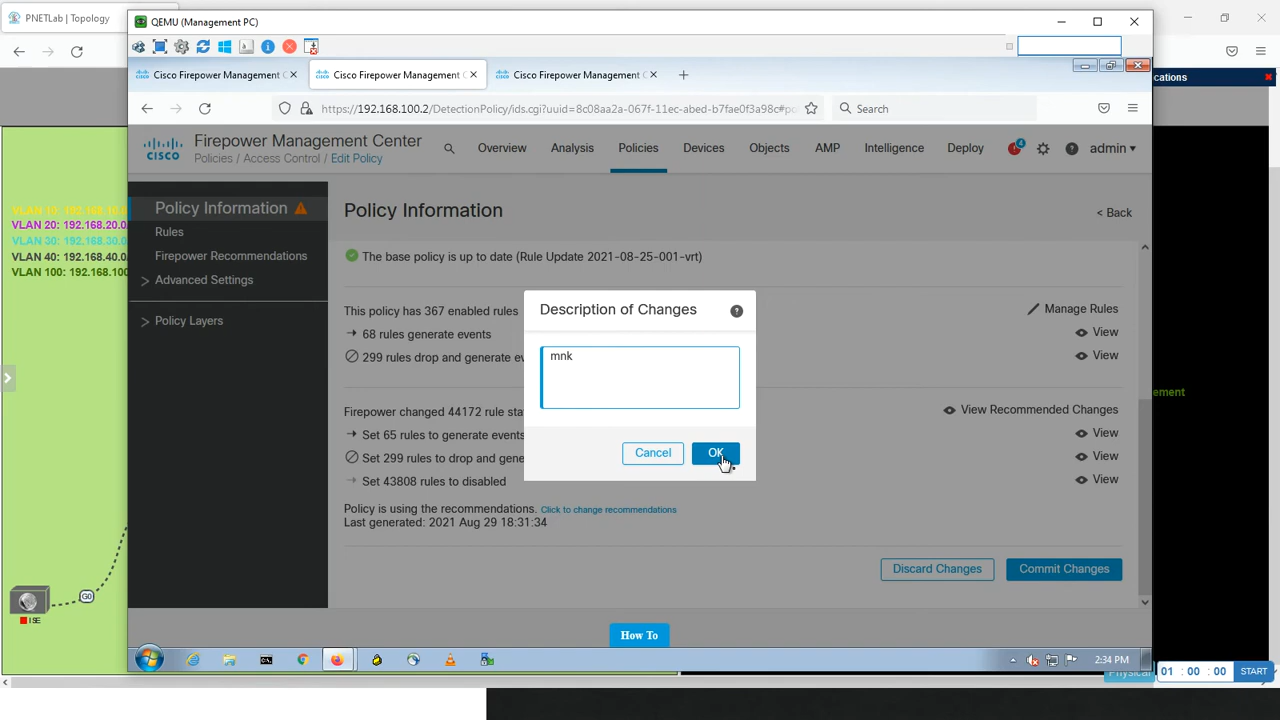 PNETLab | Topology
QEMU (Management PC)
Cisco Firepower Management C
Cisco Firepower Management C
Cisco Firepower Management C
cations
https://192.168.100.2/DetectionPolicy/ids.cgi?uuid=8c08aa2a-067f-11ec-abed-b7fae0f3a98c#po
Search
CISCO
Firepower Management Center
Policies / Access Control / Edit Policy
Overview
Analysis
Policies
Devices
Objects
AMP
Intelligence
Deploy
4
admin
Policy Information
Rules
Firepower Recommendations
Advanced Settings
Policy Layers
Policy Information
< Back
The base policy is up to date (Rule Update 2021-08-25-001-vrt)
This policy has 367 enabled rules
Manage Rules
68 rules generate events
View
299 rules drop and generate ev
View
Firepower changed 44172 rule sta
View Recommended Changes
Set 65 rules to generate events
View
Set 299 rules to drop and gene
View
Set 43808 rules to disabled
View
Policy is using the recommendations. Click to change recommendations
Last generated: 2021 Aug 29 18:31:34
Discard Changes
Commit Changes
Description of Changes
mnk
Cancel
OK
How To
VLAN 10: 192.168.10.0
VLAN 20: 192.168.20.0/
VLAN 30: 192.168.30.0/
VLAN 40: 192.168.40.0/
VLAN 100: 192.168.100
G0
ISE
ement
2:34 PM
Physical
01 : 00 : 00
START